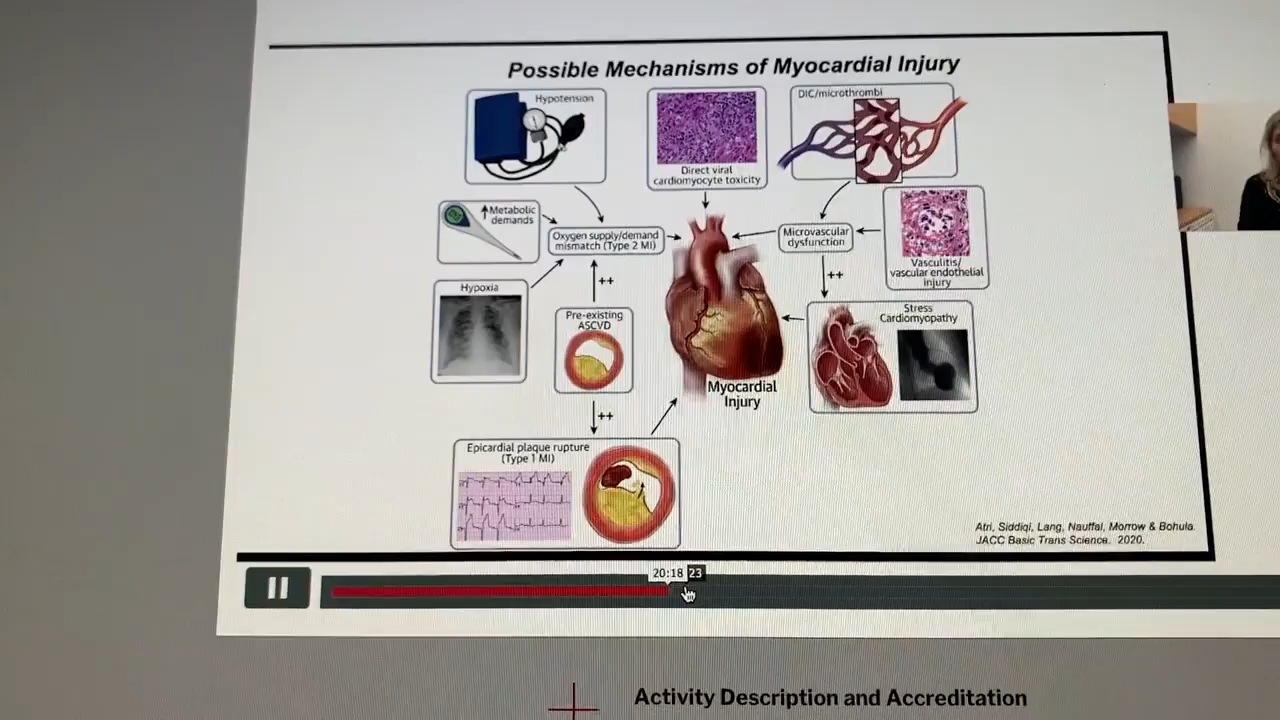 Possible Mechanisms of Myocardial Injury
Hypotension
Direct viral
cardiomyocyte toxicity
DIC/microthrombi
↑Metabolic
demands
Oxygen supply/demand
mismatch (Type 2 MI)
Microvascular
dysfunction
Vasculitis/
vascular endothelial
injury
Hypoxia
++
++
Pre-existing
ASCVD
Stress
Cardiomyopathy
Myocardial
Injury
++
Epicardial plaque rupture
(Type 1 MI)
Atri, Siddiqi, Lang, Nauffal, Morrow & Bohula.
JACC Basic Trans Science. 2020.
20:18 23
Activity Description and Accreditation